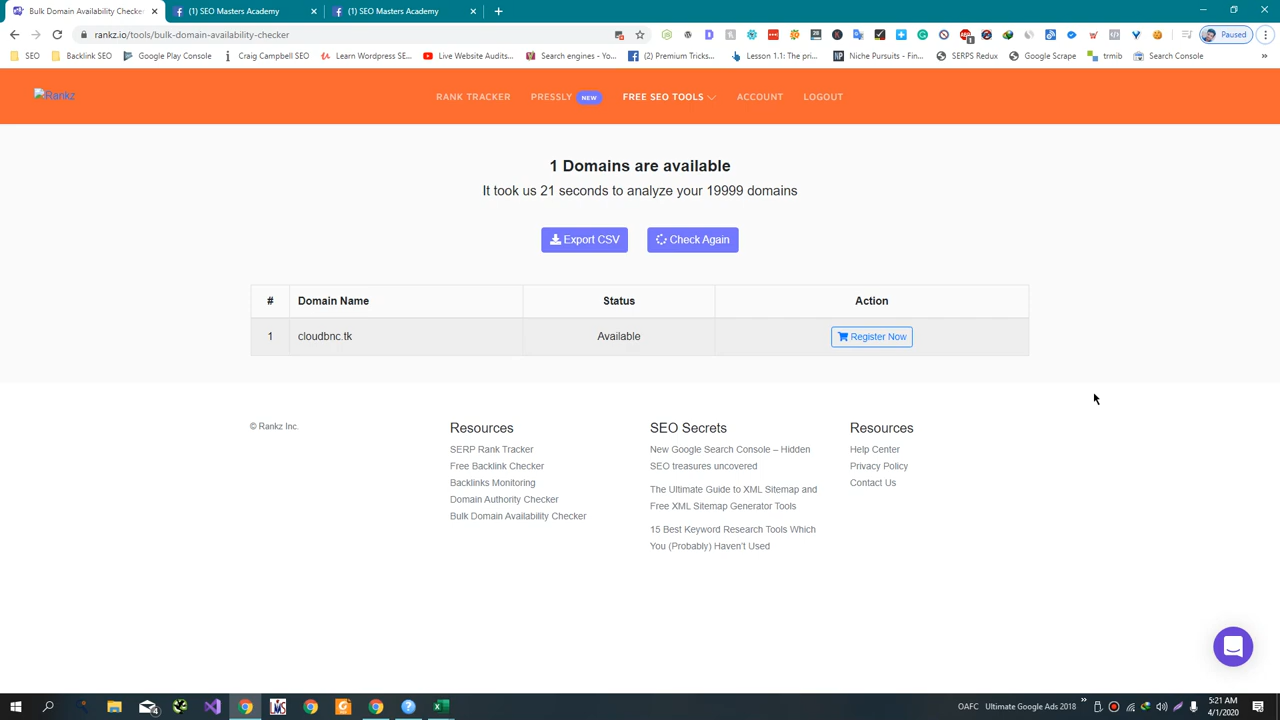 Bulk Domain Availability Checker
(1) SEO Masters Academy
(1) SEO Masters Academy
rankz.io/tools/bulk-domain-availability-checker
Paused
SEO
Backlink SEO
Google Play Console
Craig Campbell SEO
Learn Wordpress SE...
Live Website Audits...
Search engines - Yo...
(2) Premium Tricks...
Lesson 1.1: The pri...
Niche Pursuits - Fin...
SERPS Redux
Google Scrape
trmib
Search Console
Rankz
RANK TRACKER
PRESSLY NEW
FREE SEO TOOLS
ACCOUNT
LOGOUT
1 Domains are available
It took us 21 seconds to analyze your 19999 domains
Export CSV
Check Again
# Domain Name Status Action
1 cloudbnc.tk Available Register Now
© Rankz Inc.
Resources
SERP Rank Tracker
Free Backlink Checker
Backlinks Monitoring
Domain Authority Checker
Bulk Domain Availability Checker
SEO Secrets
New Google Search Console – Hidden
SEO treasures uncovered
The Ultimate Guide to XML Sitemap and
Free XML Sitemap Generator Tools
15 Best Keyword Research Tools Which
You (Probably) Haven't Used
Resources
Help Center
Privacy Policy
Contact Us
OAFC
Ultimate Google Ads 2018
5:21 AM
4/1/2020